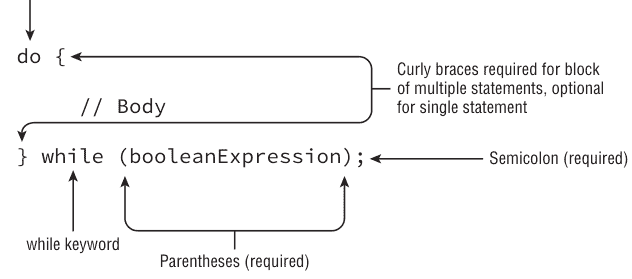 do {
Curly braces required for block
of multiple statements, optional
for single statement
// Body
} while (booleanExpression);
Semicolon (required)
while keyword
Parentheses (required)